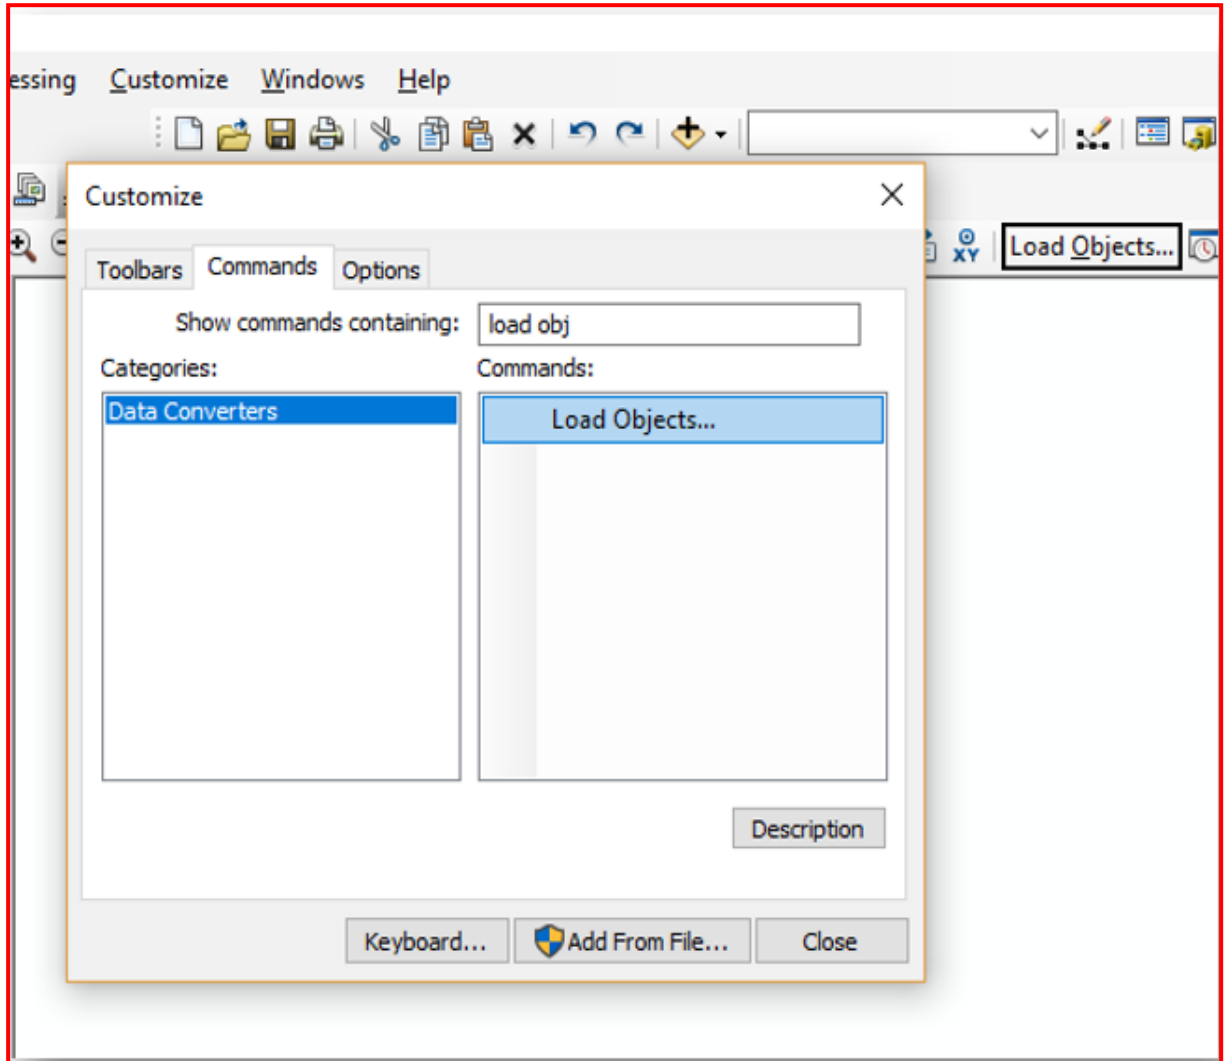 essing Customize Windows Help
Customize
XY Load Objects...
Toolbars Commands Options
Show commands containing: load obj
Categories: Commands:
Data Converters Load Objects...
Description
Keyboard... Add From File... Close